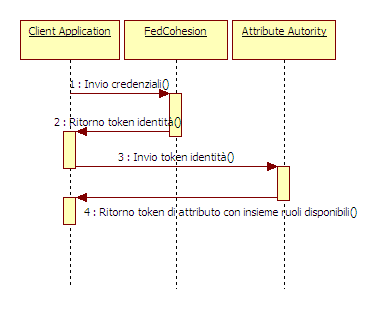 Client Application
FedCohesion
Attribute Autority
1 : Invio credenziali()
2 : Ritorno token identità()
3 : Invio token identità()
4 : Ritorno token di attributo con insieme ruoli disponibili()